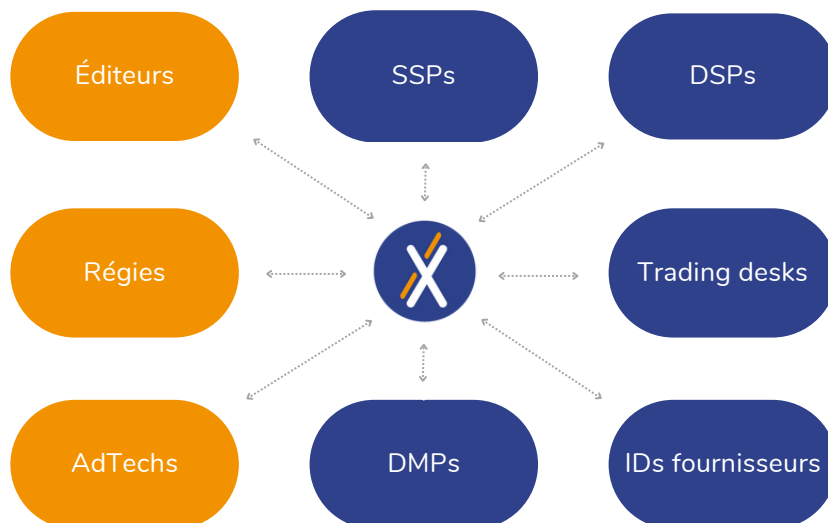 Éditeurs
SSPs
DSPs
Régies
X
Trading desks
AdTechs
DMPs
IDs fournisseurs